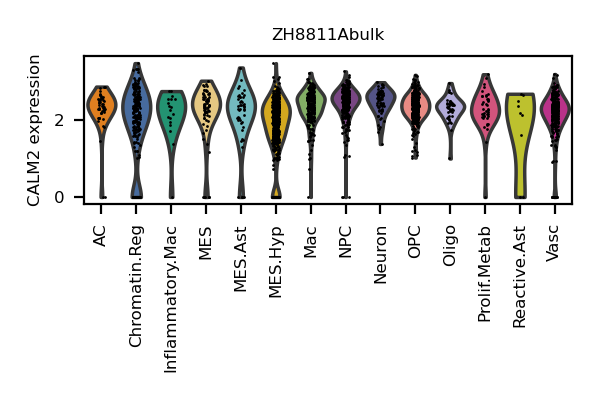 ZH8811Abulk
CALM2 expression
2
0
AC
Chromatin.Reg
Inflammatory.Mac
MES
MES.Ast
MES.Hyp
Mac
NPC
Neuron
OPC
Oligo
Prolif.Metab
Reactive.Ast
Vasc